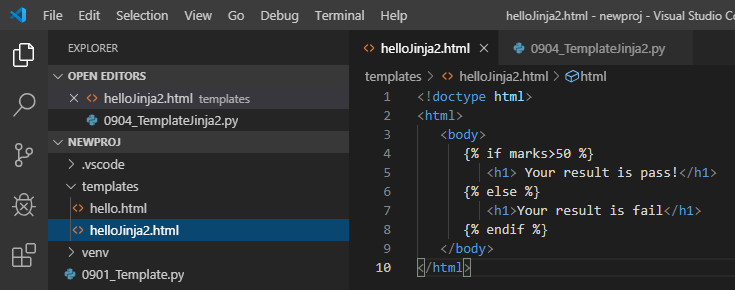 File Edit Selection View Go Debug Terminal Help helloJinja2.html - newproj - Visual Studio Co
EXPLORER
OPEN EDITORS
helloJinja2.html templates
0904_TemplateJinja2.py
NEWPROJ
.vscode
templates
hello.html
helloJinja2.html
venv
0901_Template.py
helloJinja2.html 0904_TemplateJinja2.py
templates > helloJinja2.html > html
1 <!doctype html>
2 <html>
3 <body>
4 {% if marks>50 %}
5 <h1> Your result is pass!</h1>
6 {% else %}
7 <h1>Your result is fail</h1>
8 {% endif %}
9 </body>
10 </html>